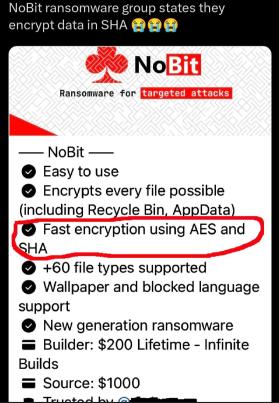 NoBit ransomware group states they
encrypt data in SHA 😭😭😭
NoBit
Ransomware for targeted attacks
—— NoBit ——
✔ Easy to use
✔ Encrypts every file possible
(including Recycle Bin, AppData)
✔ Fast encryption using AES and
SHA
✔ +60 file types supported
✔ Wallpaper and blocked language
support
✔ New generation ransomware
💳 Builder: $200 Lifetime - Infinite
Builds
💳 Source: $1000
Trusted by @